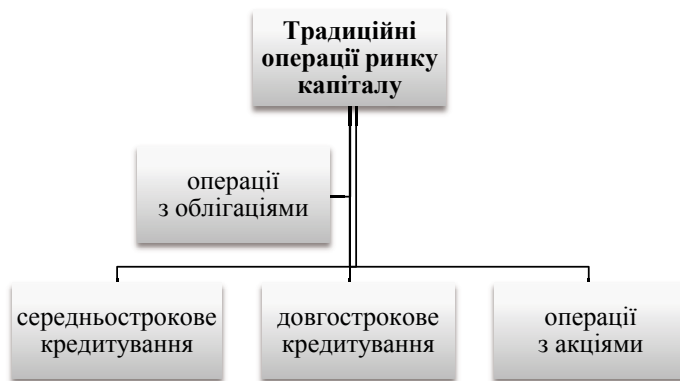 Традиційні
операції ринку
капіталу
операції
з облігаціями
середньострокове
кредитування
довгострокове
кредитування
операції
з акціями